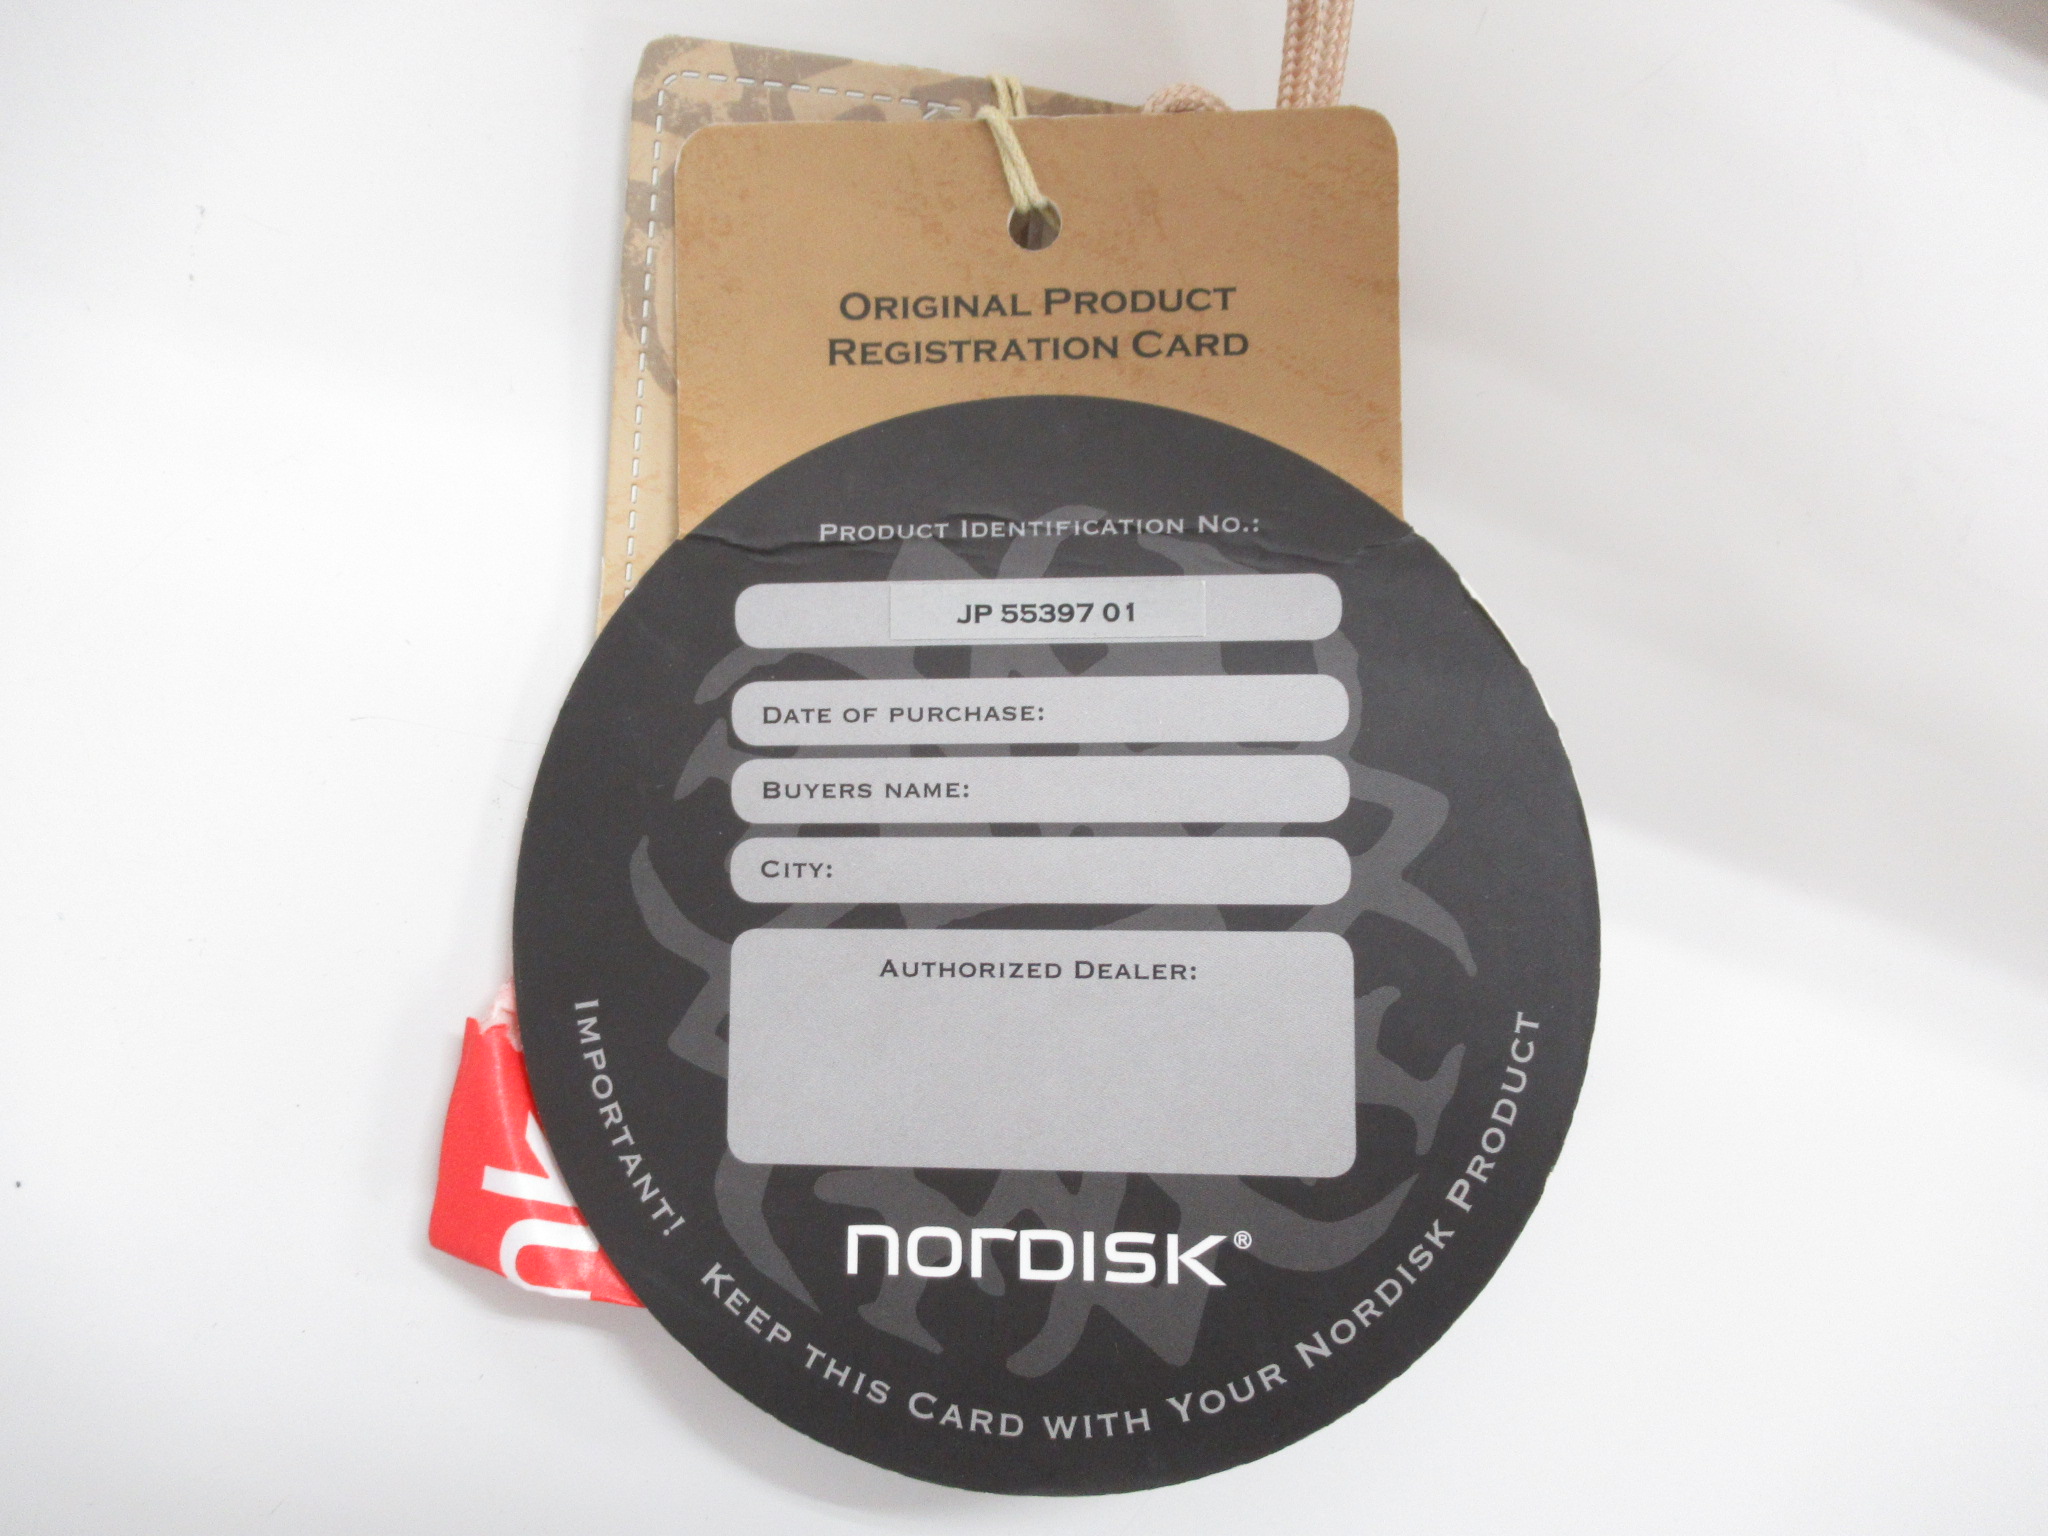 ORIGINAL PRODUCT
REGISTRATION CARD
PRODUCT IDENTIFICATION NO.:
JP 55397 01
DATE OF PURCHASE:
BUYERS NAME:
CITY:
AUTHORIZED DEALER:
NORDISK®
IMPORTANT! KEEP THIS CARD WITH YOUR NORDISK PRODUCT